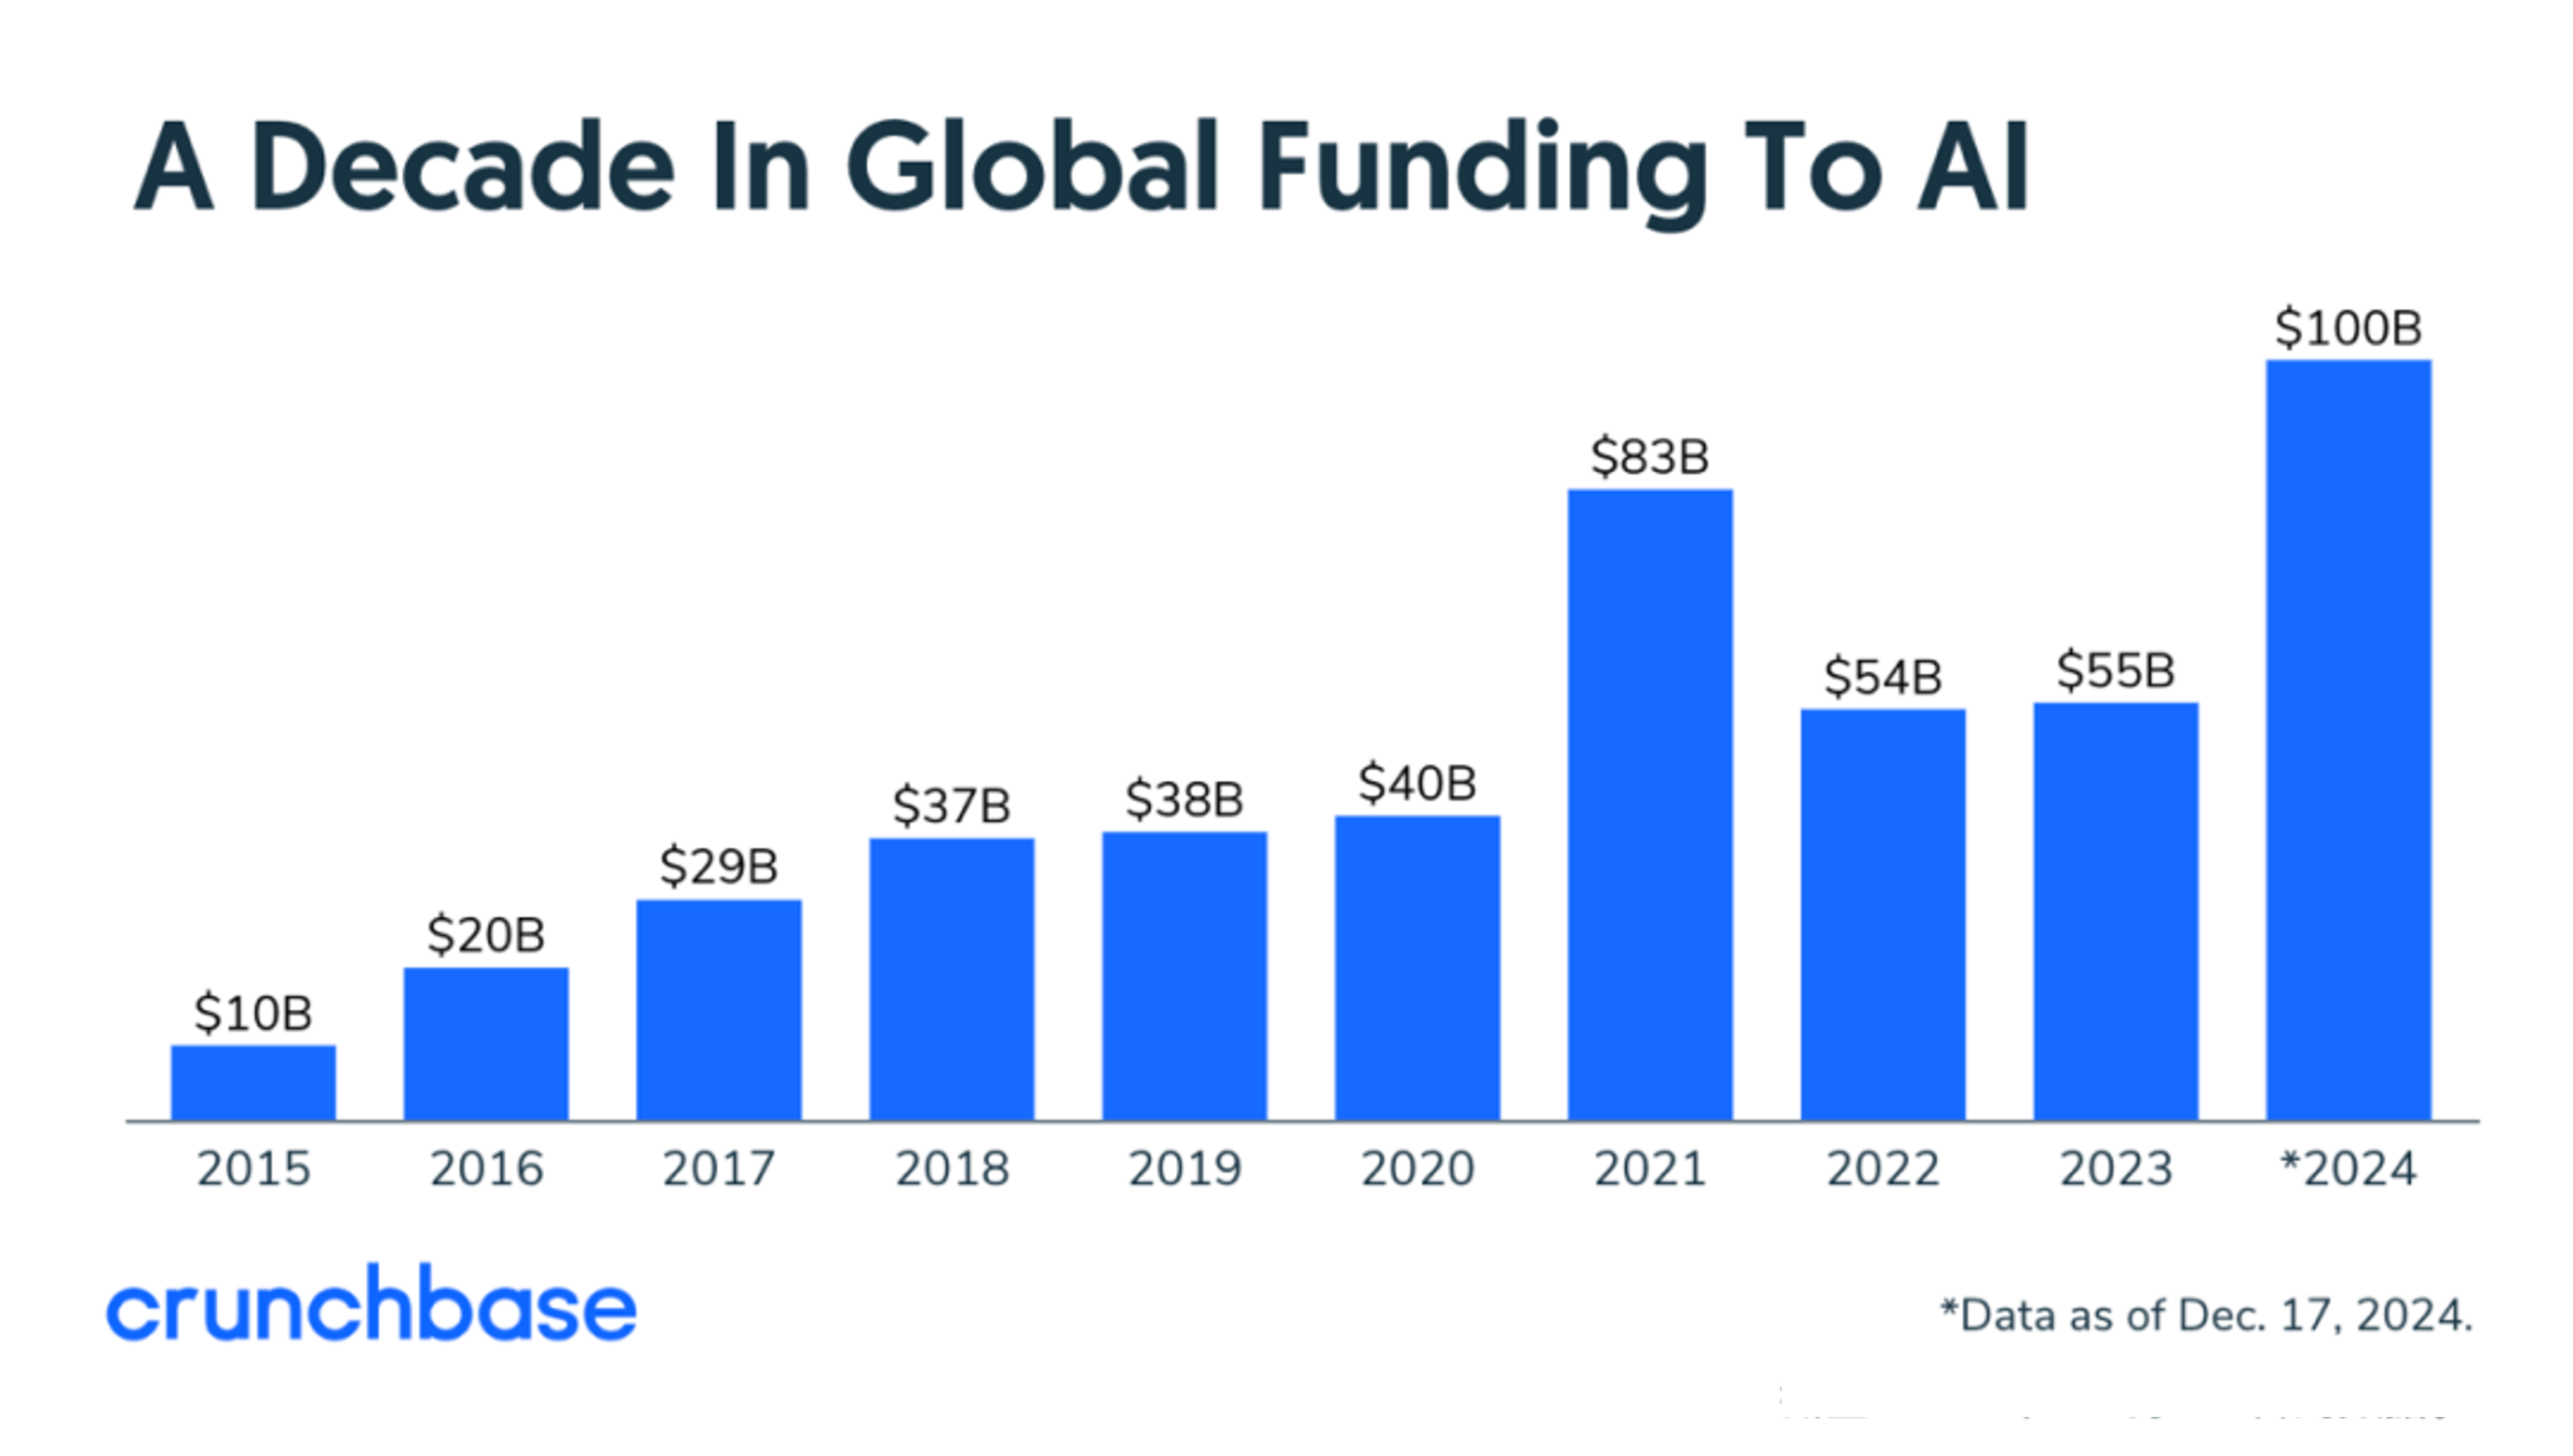 A Decade In Global Funding To AI
$10B
$20B
$29B
$37B
$38B
$40B
$83B
$54B
$55B
$100B
2015 2016 2017 2018 2019 2020 2021 2022 2023 *2024
crunchbase
*Data as of Dec. 17, 2024.